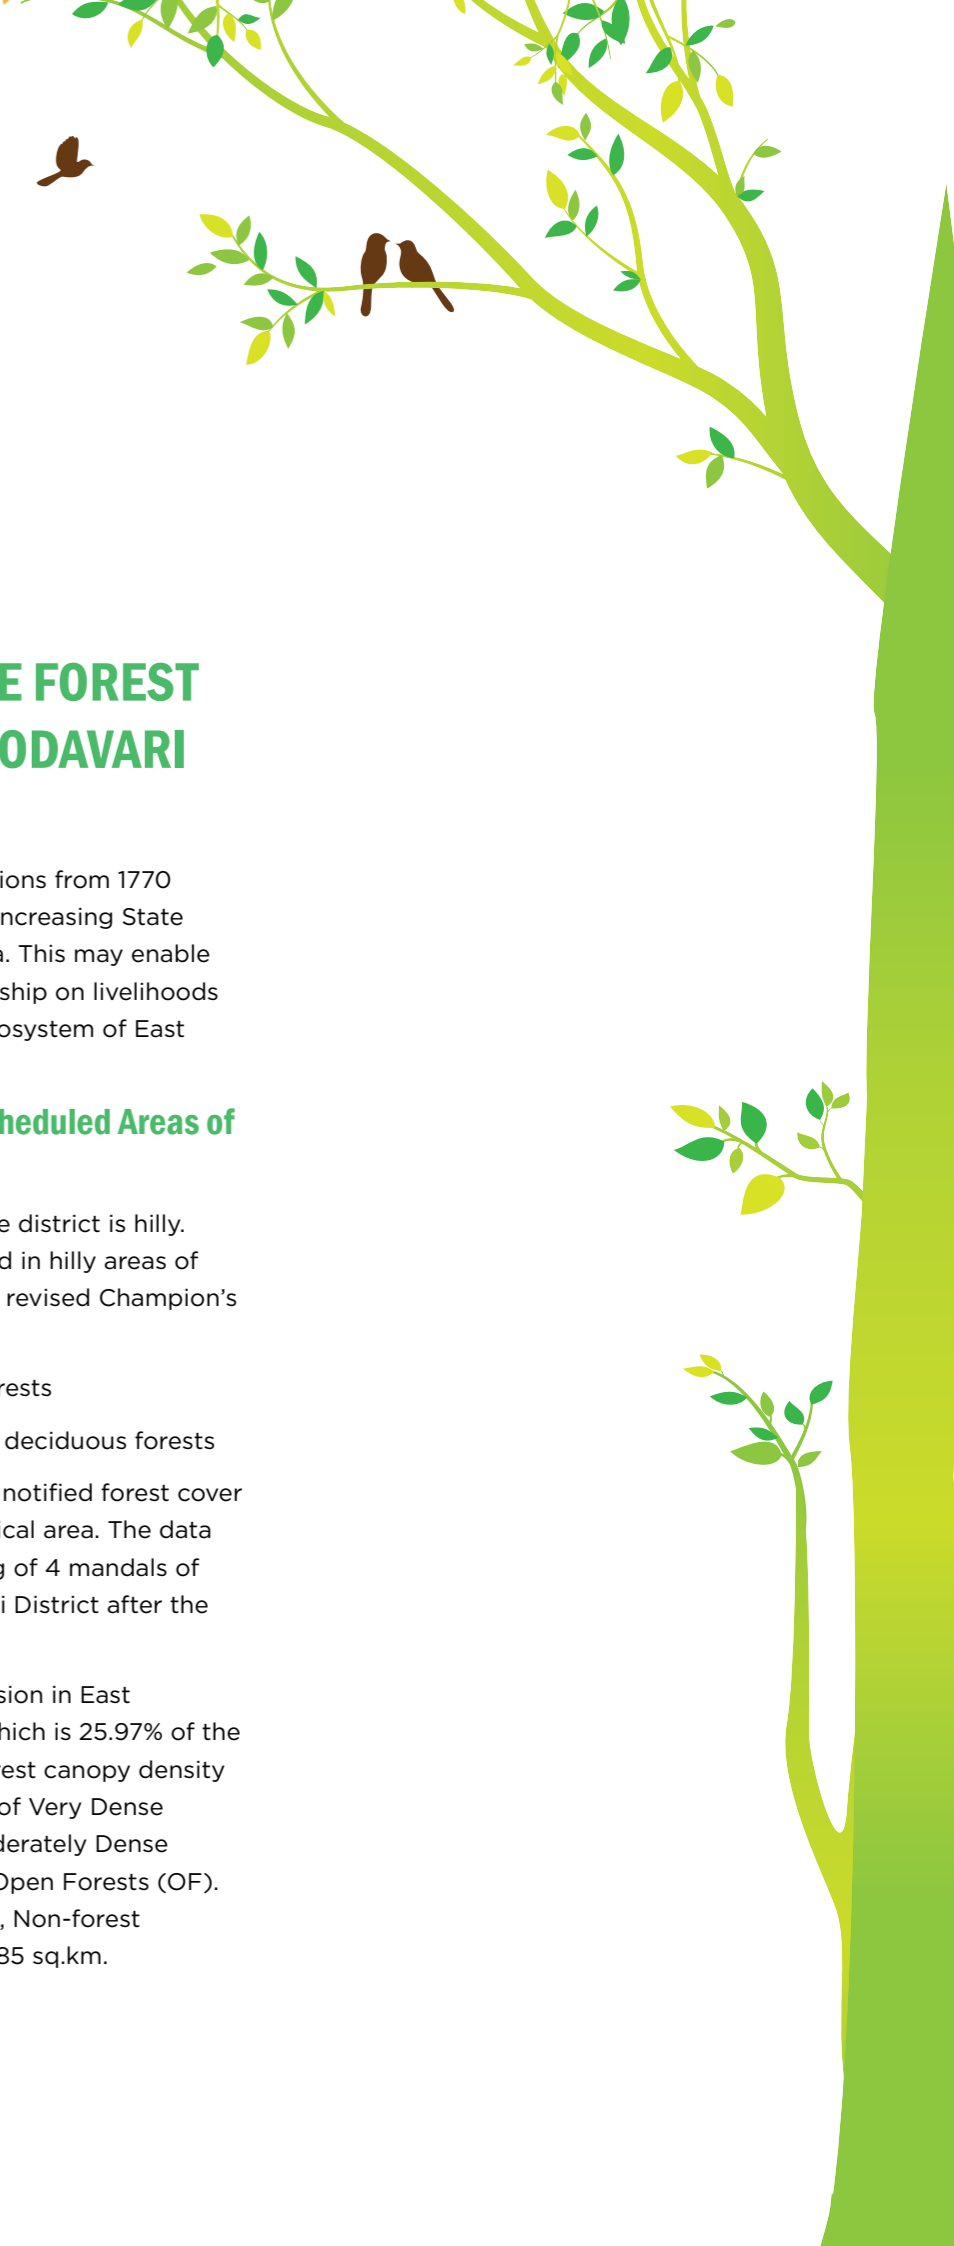 E FOREST
ODAVARI
ions from 1770
ncreasing State
a. This may enable
ship on livelihoods
osystem of East
heduled Areas of
e district is hilly.
d in hilly areas of
revised Champion’s
rests
deciduous forests
notified forest cover
ical area. The data
g of 4 mandals of
i District after the
sion in East
hich is 25.97% of the
rest canopy density
of Very Dense
derately Dense
Open Forests (OF).
, Non-forest
85 sq.km.